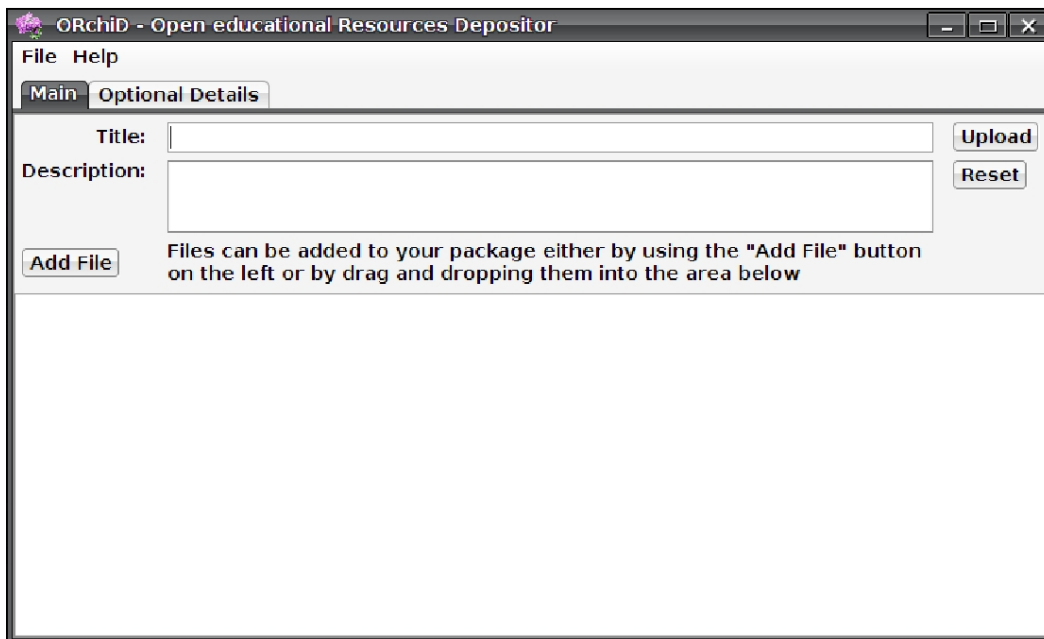 ORchiD - Open educational Resources Depositor
File Help
Main Optional Details
Title: Upload
Description: Reset
Add File Files can be added to your package either by using the "Add File" button
on the left or by drag and dropping them into the area below